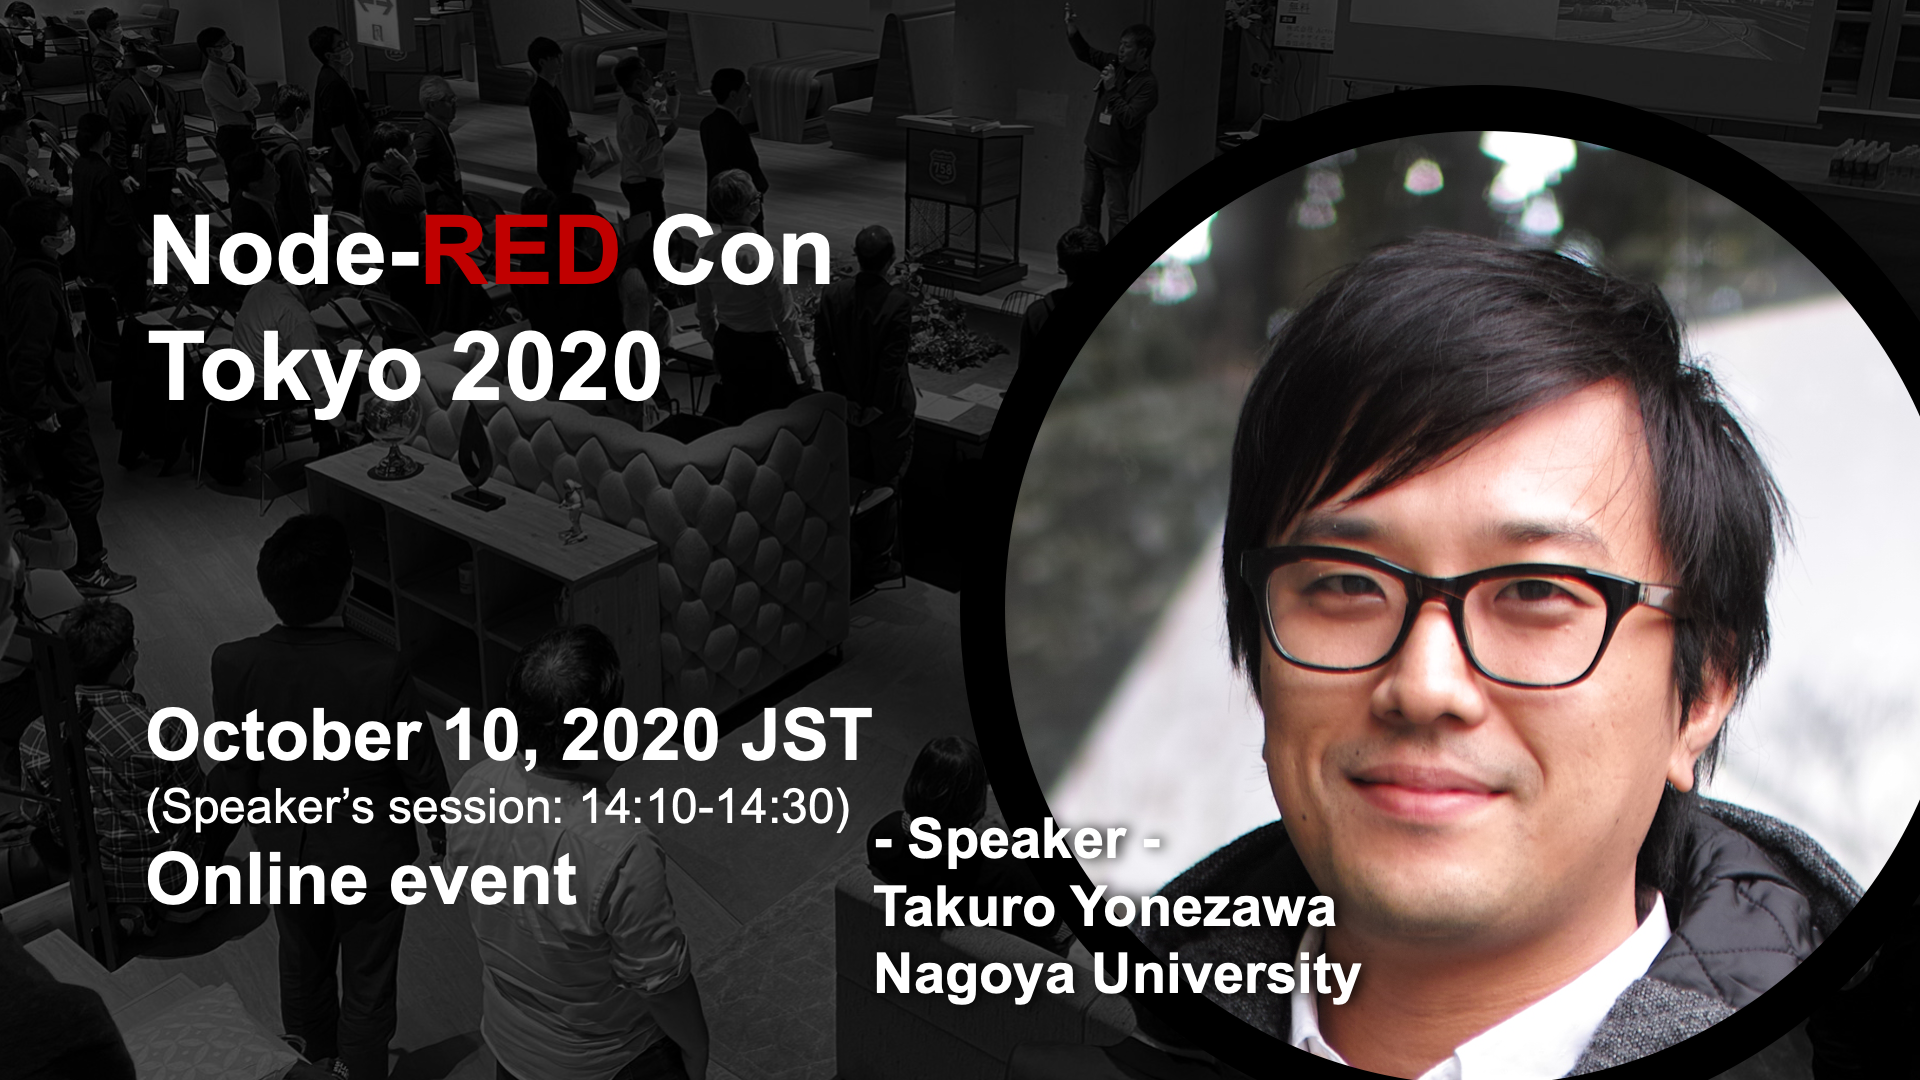 Node-RED Con
Tokyo 2020
October 10, 2020 JST
(Speaker’s session: 14:10-14:30)
Online event
- Speaker -
Takuro Yonezawa
Nagoya University
758